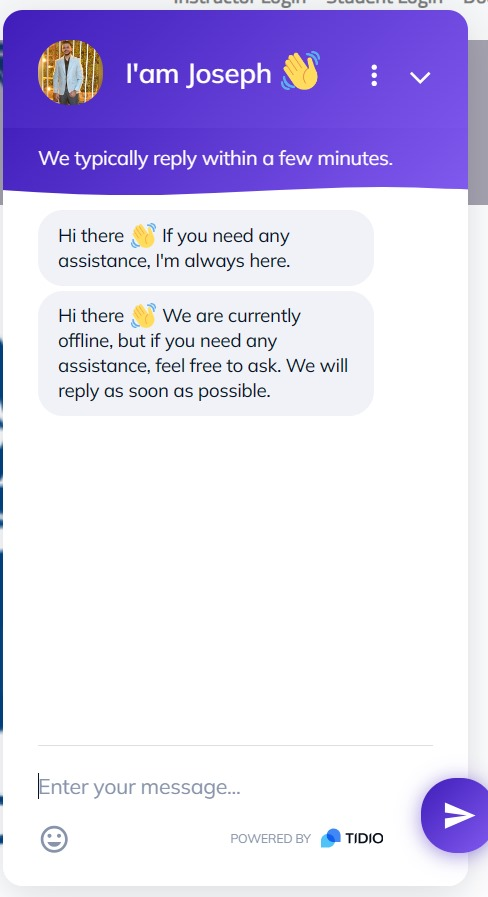 Instructor Login Student Login
I'am Joseph 👋
We typically reply within a few minutes.
Hi there 👋 If you need any
assistance, I'm always here.
Hi there 👋 We are currently
offline, but if you need any
assistance, feel free to ask. We will
reply as soon as possible.
Enter your message...
POWERED BY TIDIO